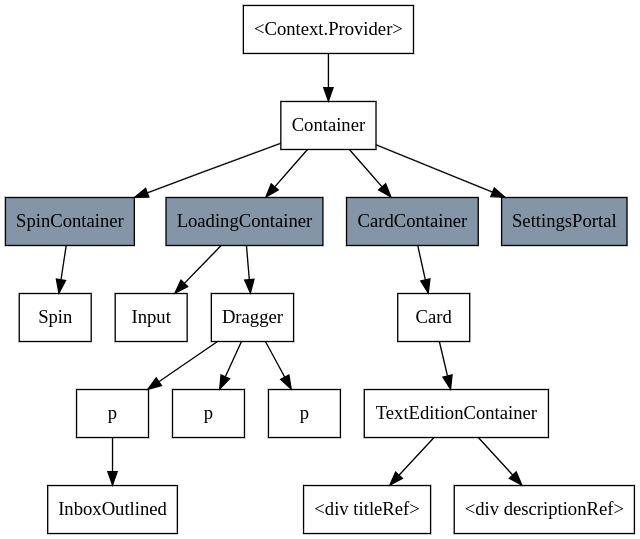 <Context.Provider>
Container
SpinContainer
LoadingContainer
CardContainer
SettingsPortal
Spin
Input
Dragger
Card
p
p
p
TextEditionContainer
InboxOutlined
<div titleRef>
<div descriptionRef>